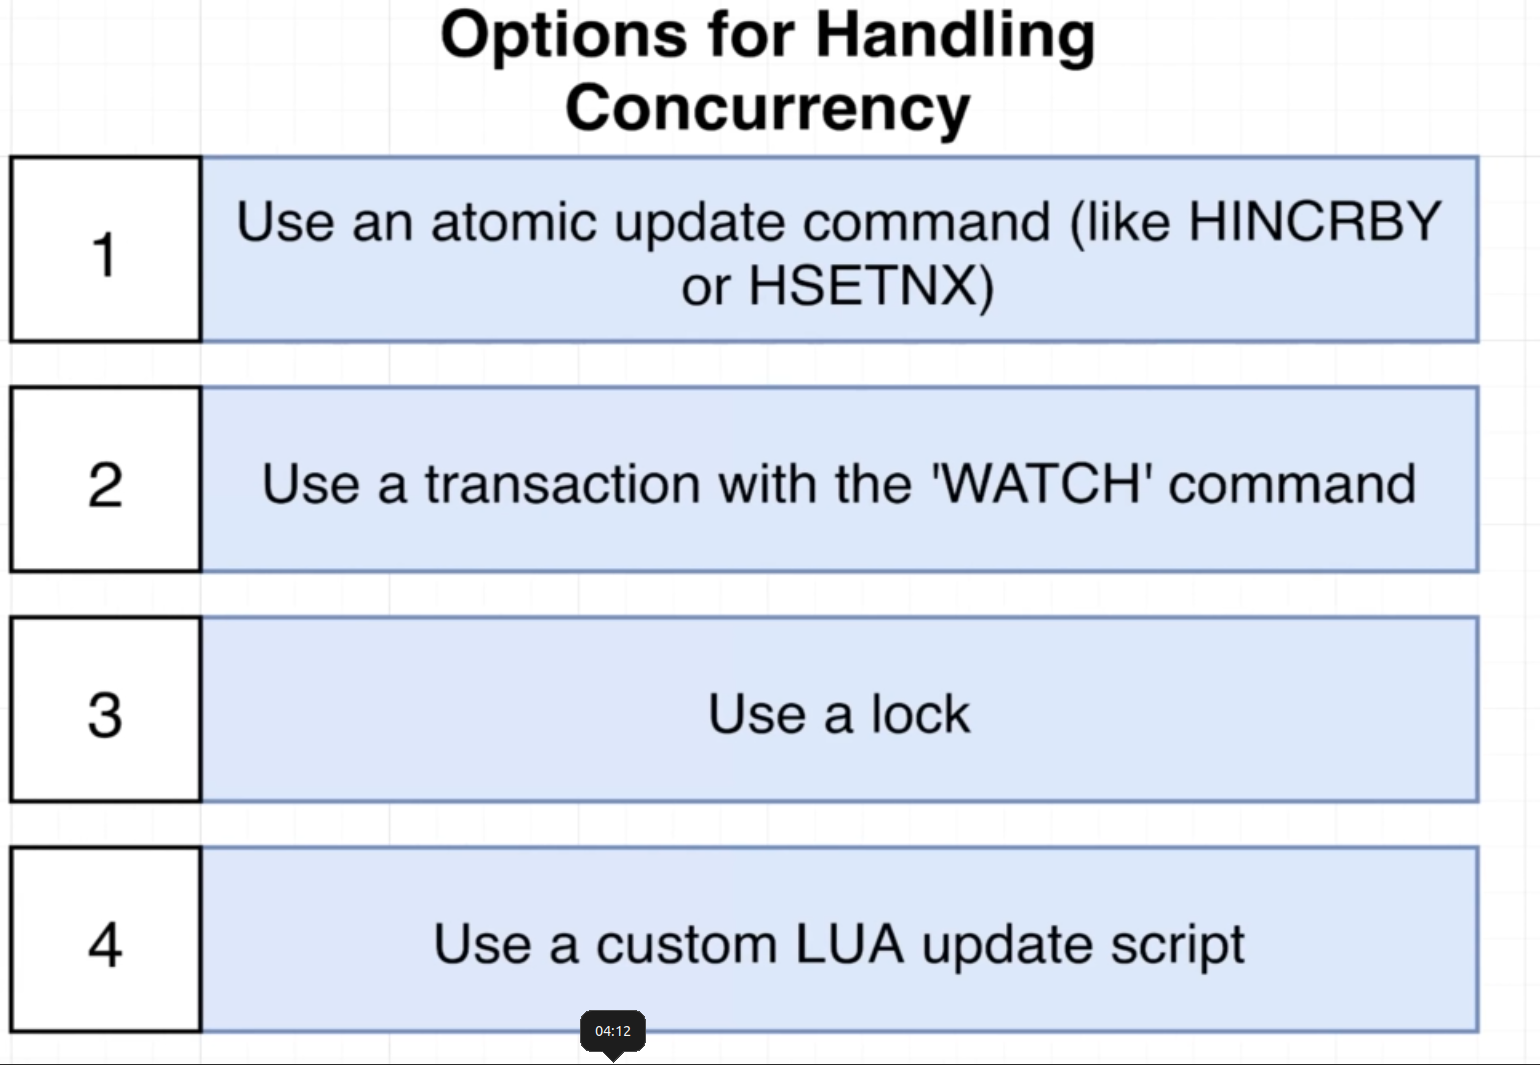 Options for Handling
Concurrency
1
Use an atomic update command (like HINCRBY
or HSETNX)
2
Use a transaction with the 'WATCH' command
3
Use a lock
4
Use a custom LUA update script
04:12